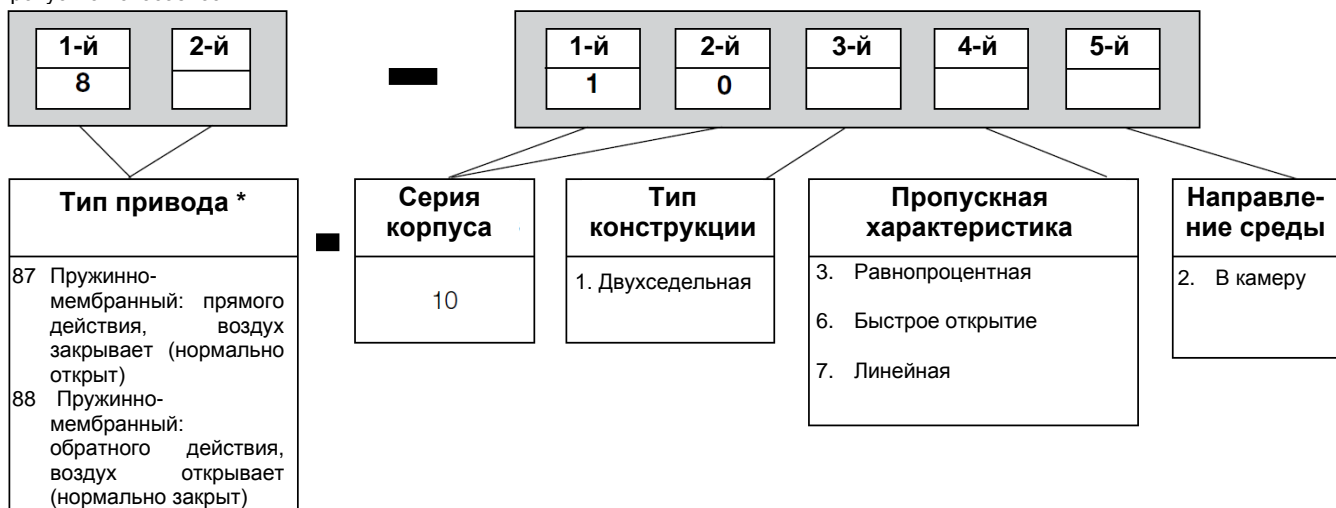 1-й 2-й 1-й 2-й 3-й 4-й 5-й
8 1 0
Тип привода *
87 Пружинно-
мембранный: прямого
действия, воздух
закрывает (нормально
открыт)
88 Пружинно-
мембранный:
обратного действия,
воздух открывает
(нормально закрыт)
Серия
корпуса
10
Тип
конструкции
1. Двухседельная
Пропускная
характеристика
3. Равнопроцентная
6. Быстрое открытие
7. Линейная
Направле-
ние среды
2. В камеру